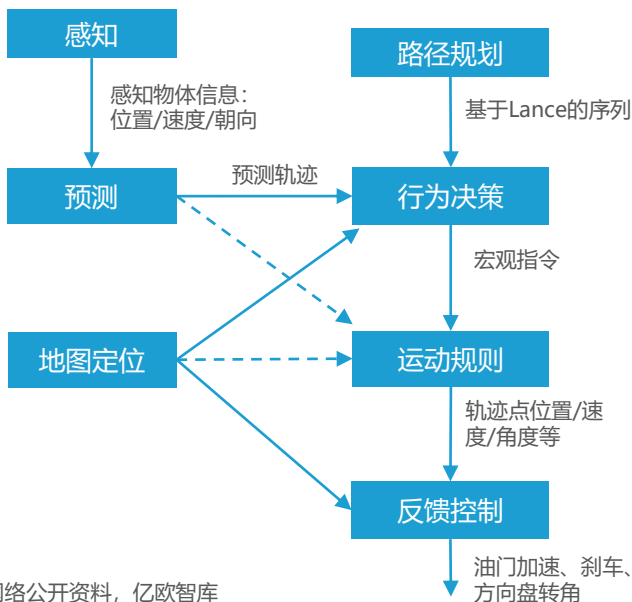 感知
路径规划
感知物体信息：
位置/速度/朝向
基于Lance的序列
预测
预测轨迹
行为决策
宏观指令
地图定位
运动规则
轨迹点位置/速
度/角度等
反馈控制
油门加速、刹车、
方向盘转角
网络公开资料，亿欧智库